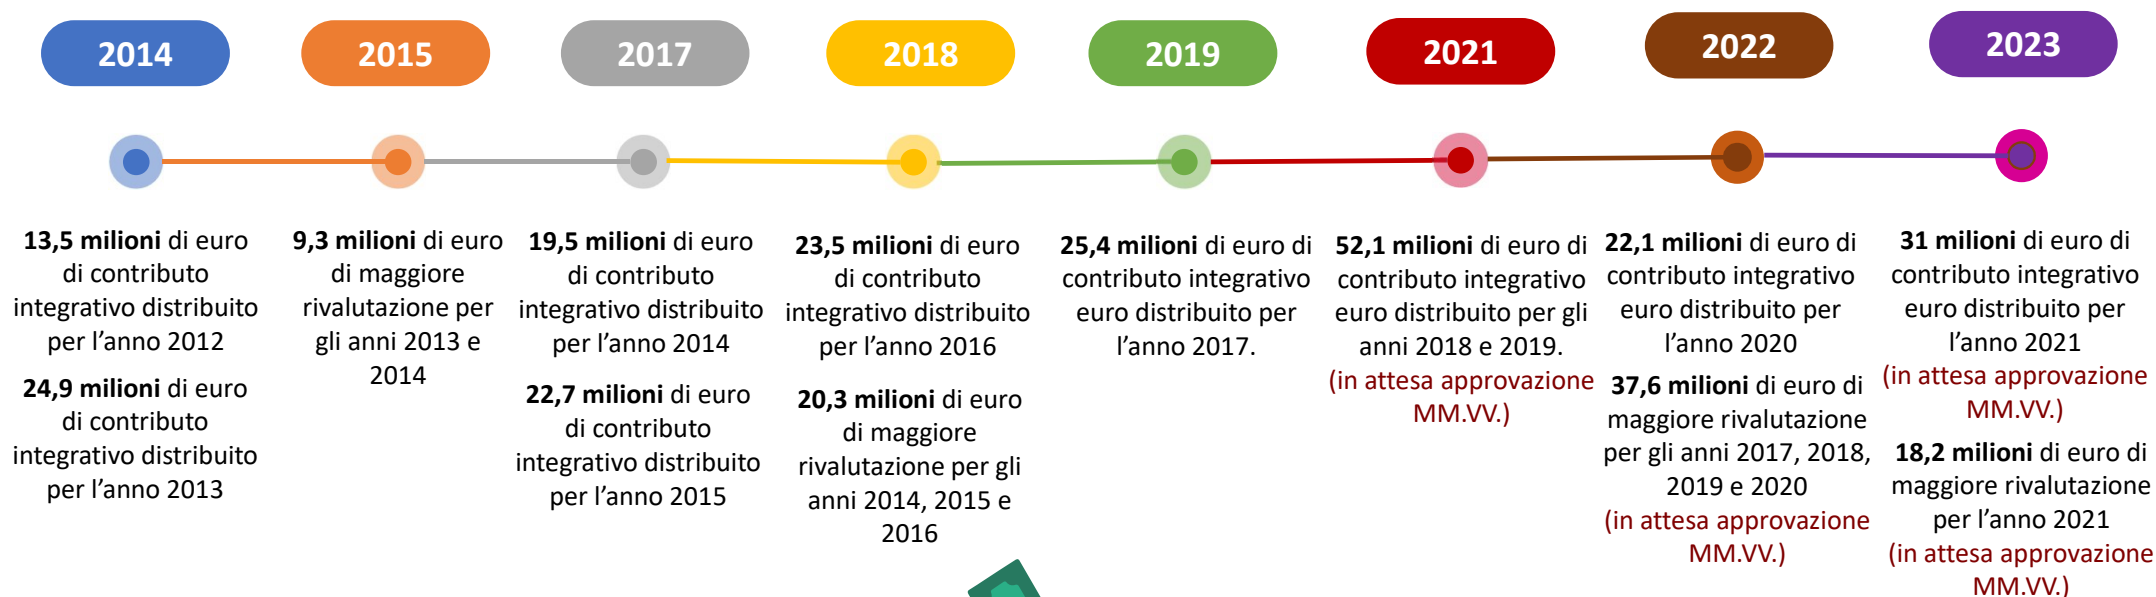 2014
2015
2017
2018
2019
2021
2022
2023
13,5 milioni di euro
di contributo
integrativo distribuito
per l’anno 2012
24,9 milioni di euro
di contributo
integrativo distribuito
per l’anno 2013
9,3 milioni di euro
di maggiore
rivalutazione per
gli anni 2013 e
2014
19,5 milioni di euro
di contributo
integrativo distribuito
per l’anno 2014
22,7 milioni di euro
di contributo
integrativo distribuito
per l’anno 2015
23,5 milioni di euro
di contributo
integrativo distribuito
per l’anno 2016
20,3 milioni di euro
di maggiore
rivalutazione per gli
anni 2014, 2015 e
2016
25,4 milioni di euro di
contributo integrativo
euro distribuito per
l’anno 2017.
52,1 milioni di euro di
contributo integrativo
euro distribuito per gli
anni 2018 e 2019.
(in attesa approvazione
MM.VV.)
22,1 milioni di euro di
contributo integrativo
euro distribuito per
l’anno 2020
37,6 milioni di euro di
maggiore rivalutazione
per gli anni 2017, 2018,
2019 e 2020
(in attesa approvazione
MM.VV.)
31 milioni di euro di
contributo integrativo
euro distribuito per
l’anno 2021
(in attesa approvazione
MM.VV.)
18,2 milioni di euro di
maggiore rivalutazione
per l’anno 2021
(in attesa approvazione
MM.VV.)